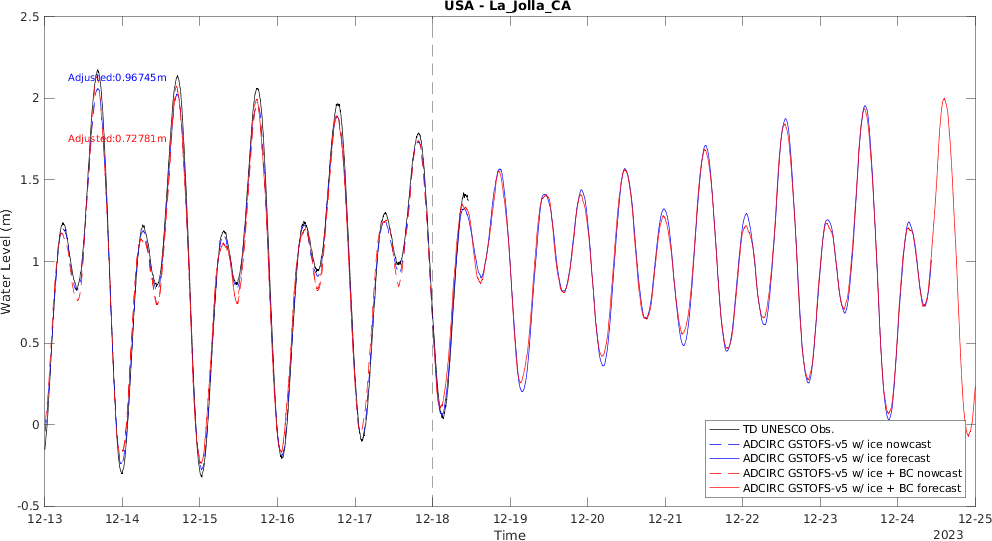 USA - La_Jolla_CA
2.5
2
1.5
1
0.5
0
-0.5
Water Level (m)
Adjusted:0.96745m
Adjusted:0.72781m
TD UNESCO Obs.
ADCIRC GSTOFS-v5 w/ ice nowcast
ADCIRC GSTOFS-v5 w/ ice forecast
ADCIRC GSTOFS-v5 w/ ice + BC nowcast
ADCIRC GSTOFS-v5 w/ ice + BC forecast
12-13 12-14 12-15 12-16 12-17 12-18 12-19 12-20 12-21 12-22 12-23 12-24 12-25
Time
2023